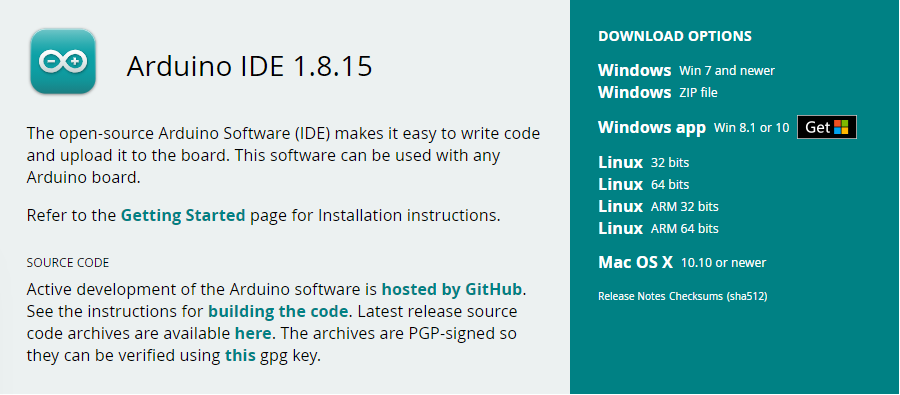 Arduino IDE 1.8.15
The open-source Arduino Software (IDE) makes it easy to write code
and upload it to the board. This software can be used with any
Arduino board.
Refer to the Getting Started page for Installation instructions.
SOURCE CODE
Active development of the Arduino software is hosted by GitHub.
See the instructions for building the code. Latest release source
code archives are available here. The archives are PGP-signed so
they can be verified using this gpg key.
DOWNLOAD OPTIONS
Windows Win 7 and newer
Windows ZIP file
Windows app Win 8.1 or 10 Get
Linux 32 bits
Linux 64 bits
Linux ARM 32 bits
Linux ARM 64 bits
Mac OS X 10.10 or newer
Release Notes Checksums (sha512)